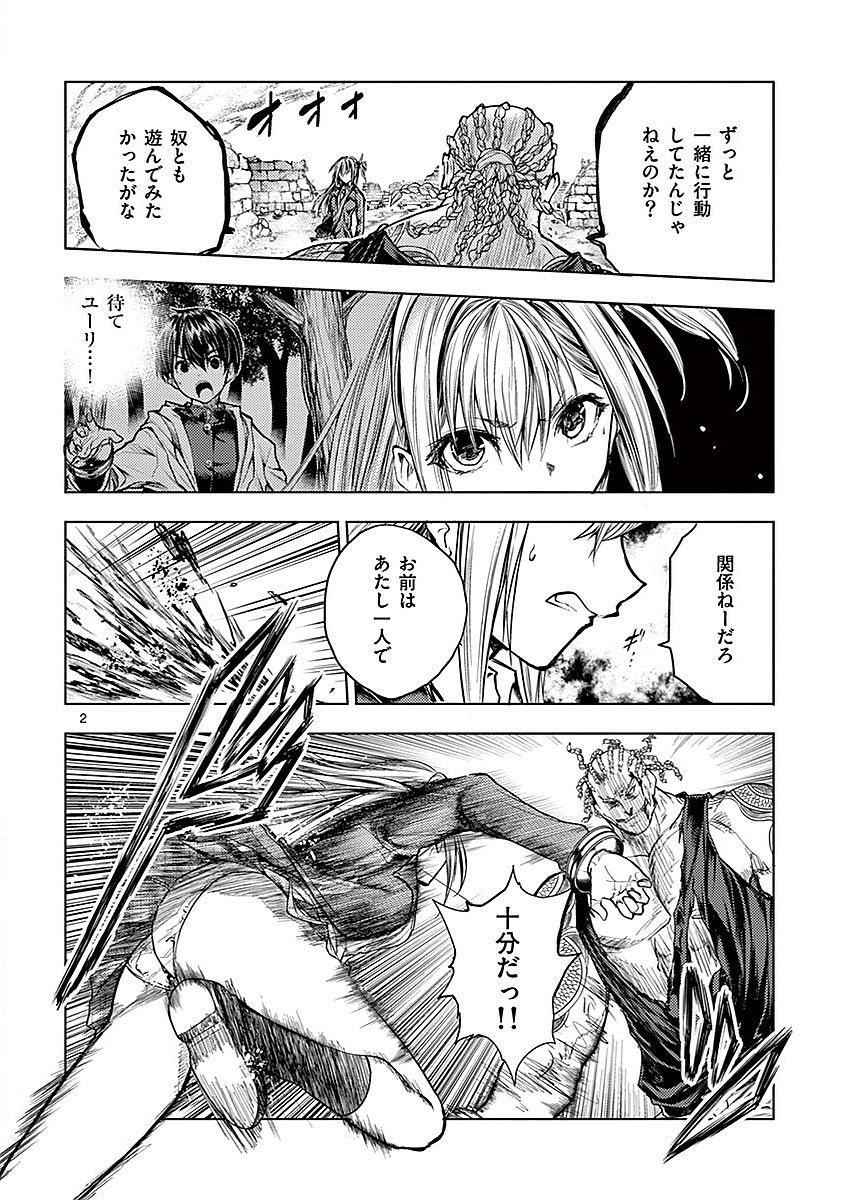 ずっと
一緒に行動
してたんじゃ
ねえのか?
オオオ
奴とも
遊んでみた
かったがな
待て
ユーリ…!
関係ねーだろ
ギ…
お前は
あたし一人で
十分だっ!!
2